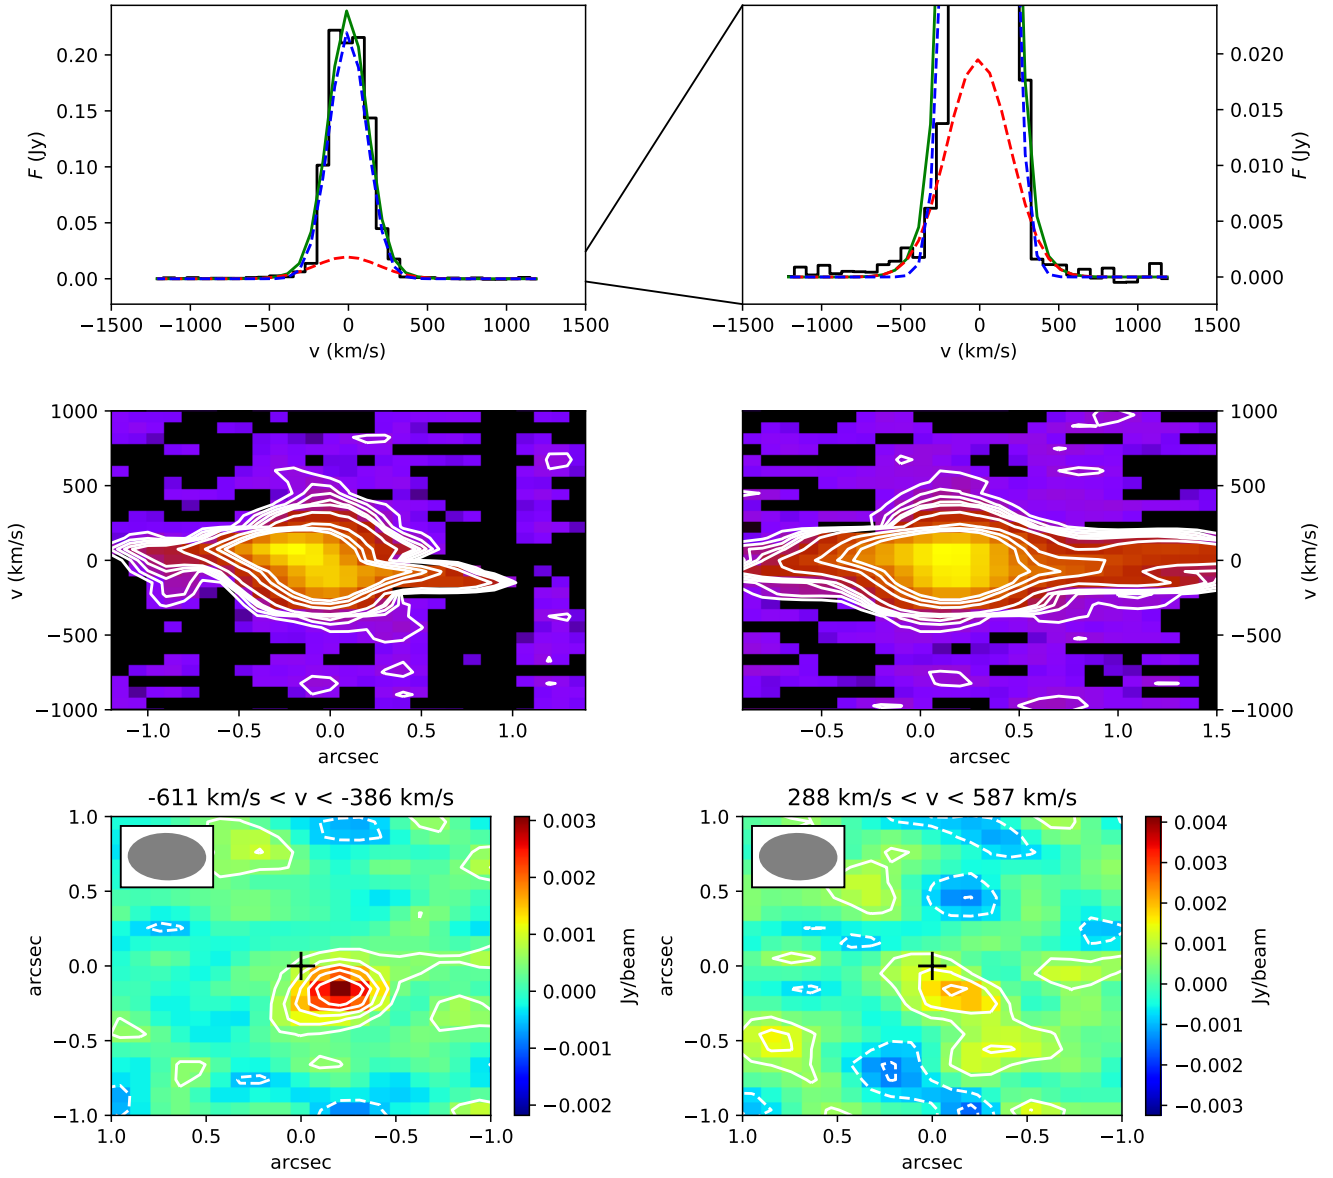 0.20
0.15
0.10
0.05
0.00
F (Jy)
−1500 −1000 −500 0 500 1000 1500
v (km/s)
0.020
0.015
0.010
0.005
0.000
F (Jy)
−1500 −1000 −500 0 500 1000 1500
v (km/s)
1000
500
0
−500
−1000
v (km/s)
−1.0 −0.5 0.0 0.5 1.0
arcsec
1000
500
0
−500
−1000
v (km/s)
−0.5 0.0 0.5 1.0 1.5
arcsec
-611 km/s < v < -386 km/s
1.0
0.5
0.0
−0.5
−1.0
arcsec
1.0 0.5 0.0 −0.5 −1.0
arcsec
0.003
0.002
0.001
0.000
−0.001
−0.002
Jy/beam
288 km/s < v < 587 km/s
1.0
0.5
0.0
−0.5
−1.0
arcsec
1.0 0.5 0.0 −0.5 −1.0
arcsec
0.004
0.003
0.002
0.001
0.000
−0.001
−0.002
−0.003
Jy/beam